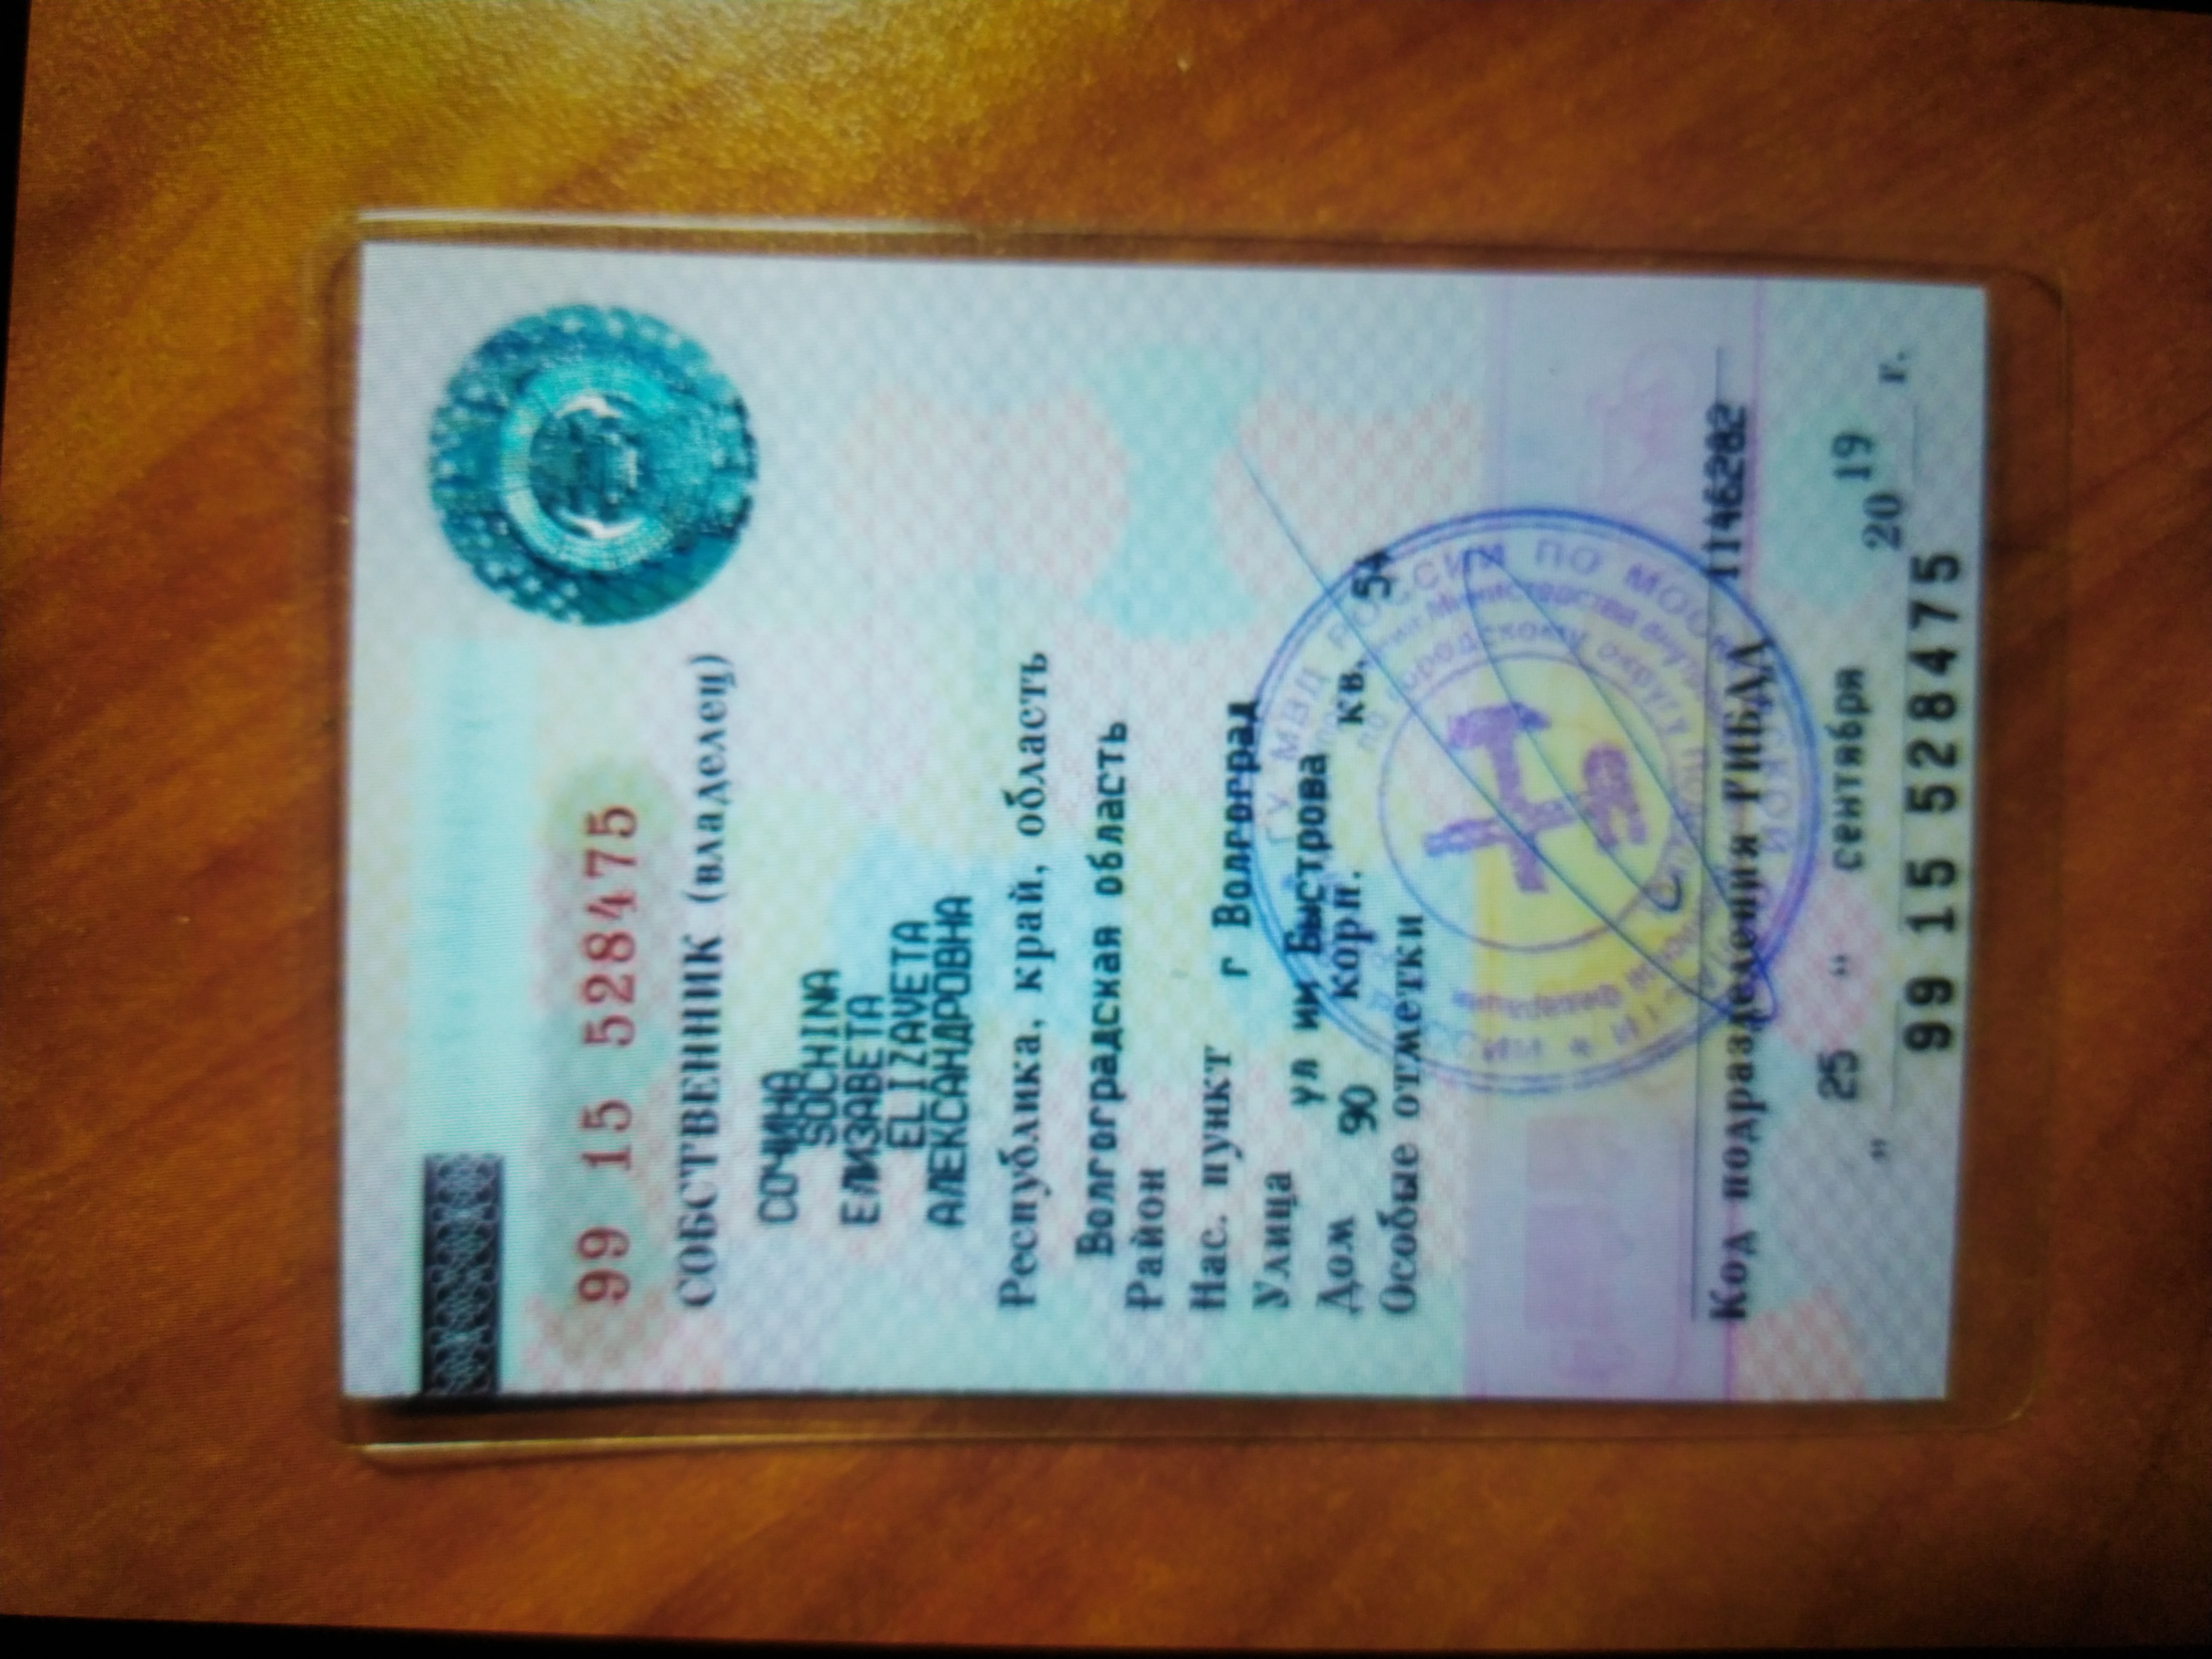 99 15 528475
СОБСТВЕННИК (владелец)
СОЧИНА
SOCHINA
ЕЛИЗАВЕТА
ELIZAVETA
АЛЕКСАНДРОВНА
Республика, край, область
Волгоградская область
Район
Нас. пункт г Волгоград
Улица ул им Быстрова
Дом 90 корп. кв. 54
Особые отметки
ГУ МВД РОССИИ ПО МОСКОВСКОЙ
Код подразделения ГИБДД 1146282
„ 25 “ сентября 2019 г.
99 15 528475